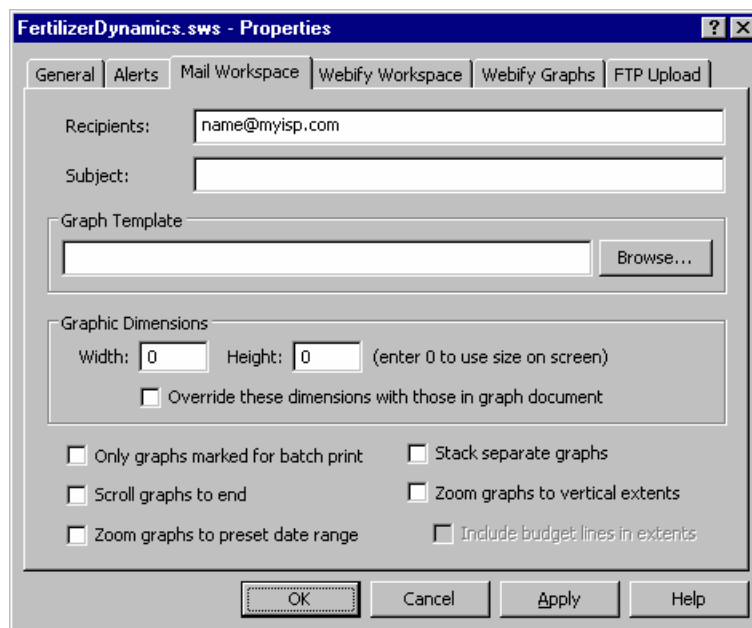 FertilizerDynamics.sws - Properties
General Alerts Mail Workspace Webify Workspace Webify Graphs FTP Upload
Recipients: name@myisp.com
Subject:
Graph Template
Browse...
Graphic Dimensions
Width: 0 Height: 0 (enter 0 to use size on screen)
Override these dimensions with those in graph document
Only graphs marked for batch print Stack separate graphs
Scroll graphs to end Zoom graphs to vertical extents
Zoom graphs to preset date range Include budget lines in extents
OK Cancel Apply Help